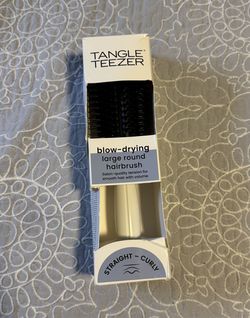 TANGLE
TEEZER
blow-drying
large round
hairbrush
Salon-quality tension for
smooth hair with volume
STRAIGHT – CURLY